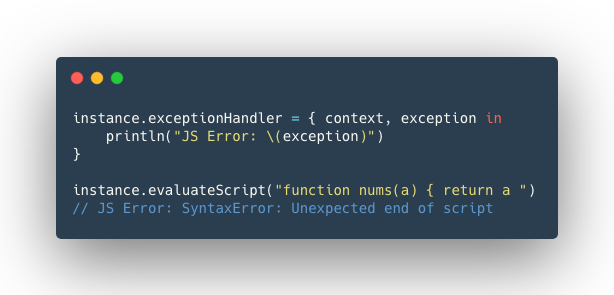 instance.exceptionHandler = { context, exception in
    println("JS Error: \(exception)")
}

instance.evaluateScript("function nums(a) { return a ")
// JS Error: SyntaxError: Unexpected end of script